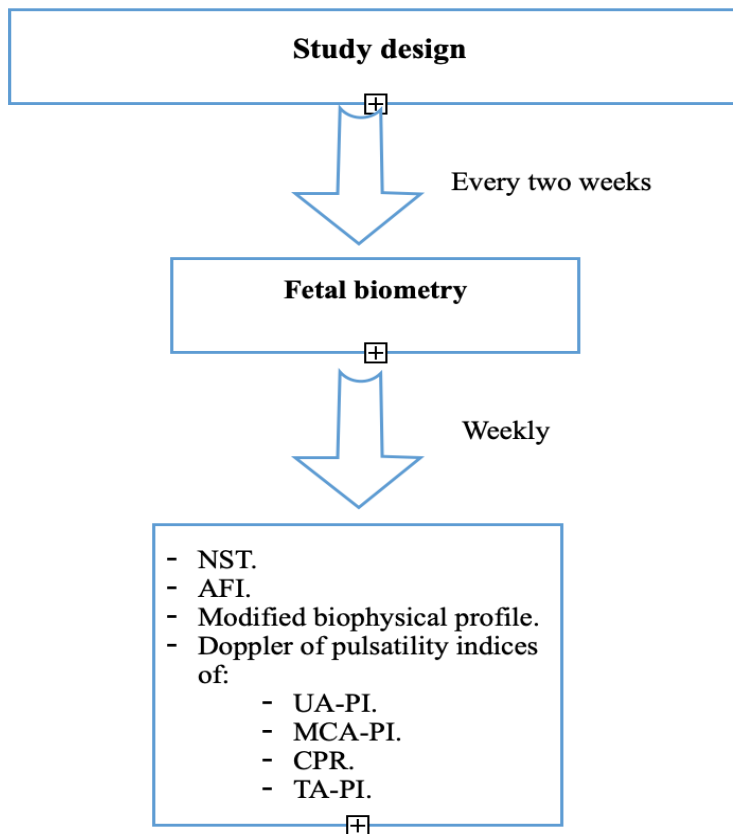 Study design
Every two weeks
Fetal biometry
Weekly
- NST.
- AFI.
- Modified biophysical profile.
- Doppler of pulsatility indices
of:
- UA-PI.
- MCA-PI.
- CPR.
- TA-PI.